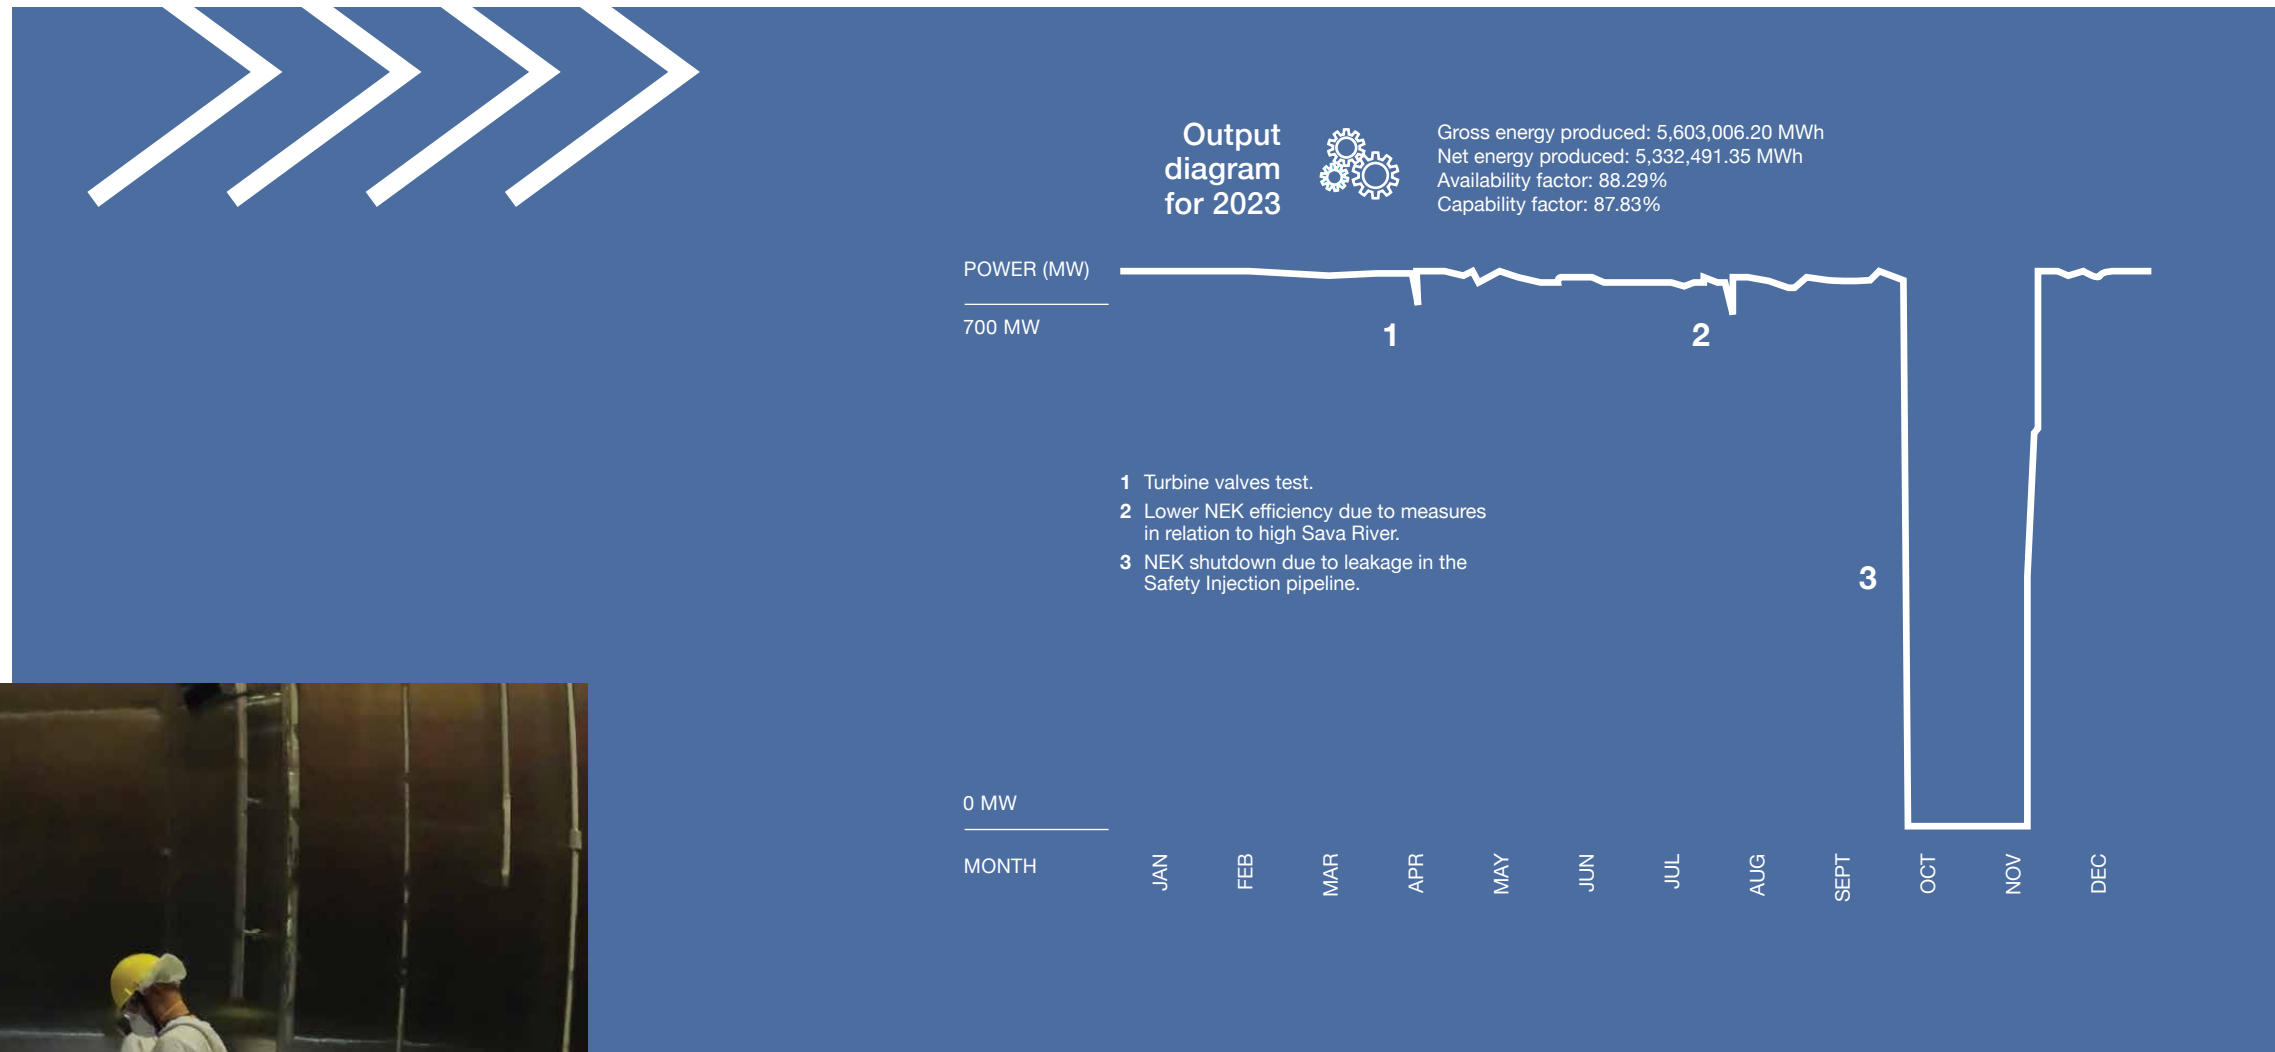 Output
diagram
for 2023
Gross energy produced: 5,603,006.20 MWh
Net energy produced: 5,332,491.35 MWh
Availability factor: 88.29%
Capability factor: 87.83%
POWER (MW)
700 MW
1
2
1 Turbine valves test.
2 Lower NEK efficiency due to measures
in relation to high Sava River.
3 NEK shutdown due to leakage in the
Safety Injection pipeline.
3
0 MW
MONTH
JAN
FEB
MAR
APR
MAY
JUN
JUL
AUG
SEPT
OCT
NOV
DEC